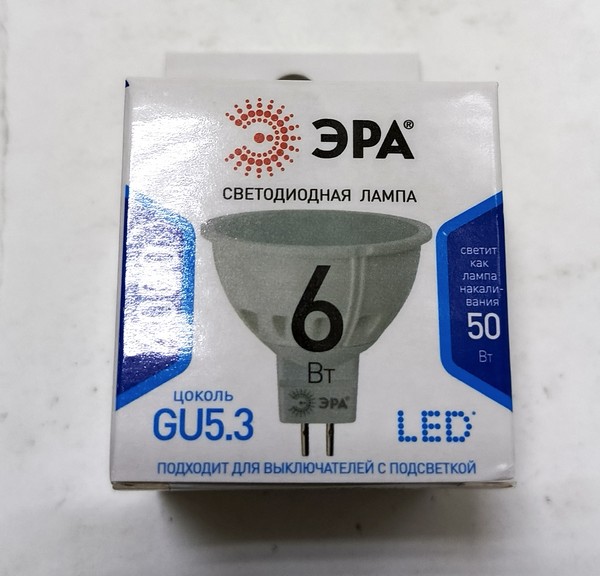 ЭРА®
СВЕТОДИОДНАЯ ЛАМПА
светит
как
лампа
накали-
вания
50
Вт
6
Вт
ЭРА
цоколь
GU5.3
LED
ПОДХОДИТ ДЛЯ ВЫКЛЮЧАТЕЛЕЙ С ПОДСВЕТКОЙ